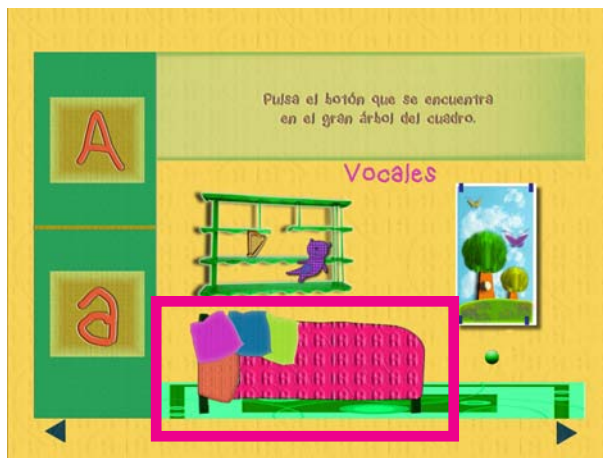 A
Pulsa el botón que se encuentra
en el gran árbol del cuadro.
Vocales
a